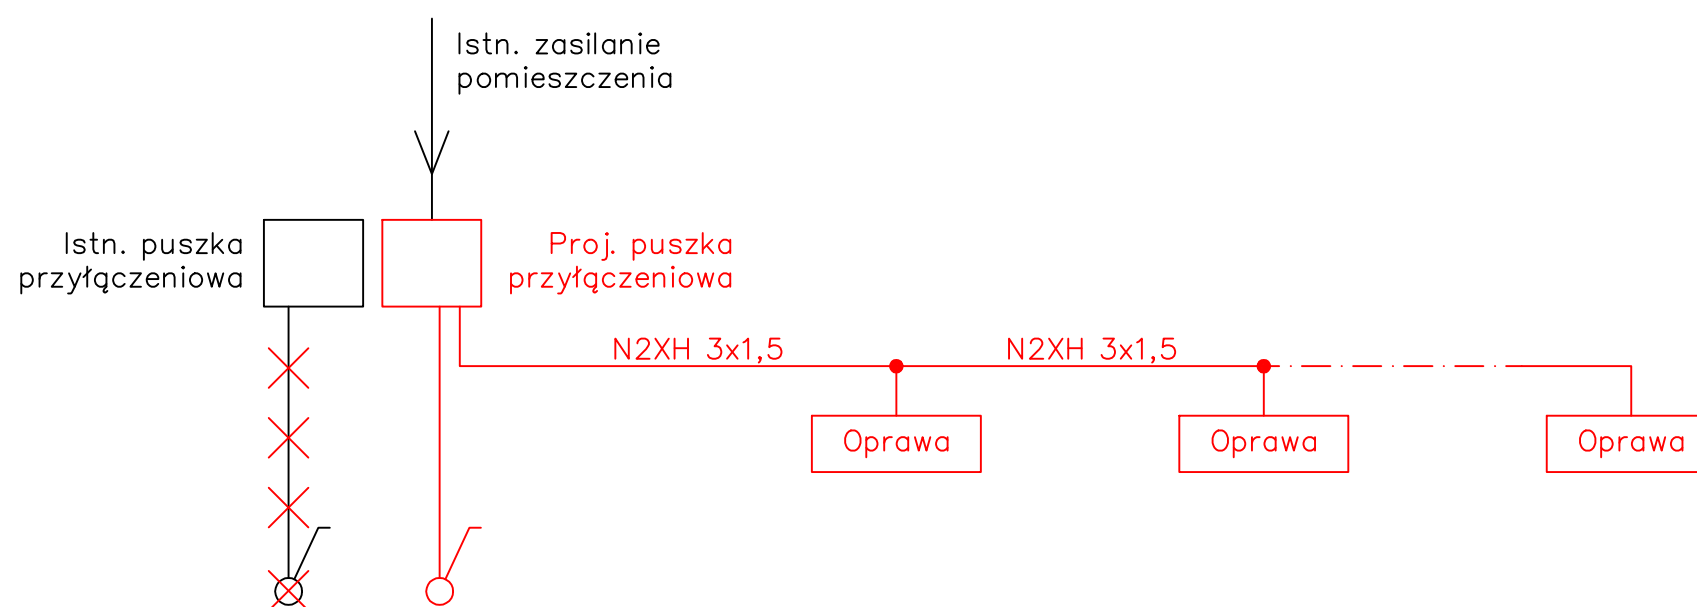 Istn. zasilanie
pomieszczenia
Istn. puszka
przyłączeniowa
Proj. puszka
przyłączeniowa
N2XH 3x1,5
N2XH 3x1,5
Oprawa
Oprawa
Oprawa